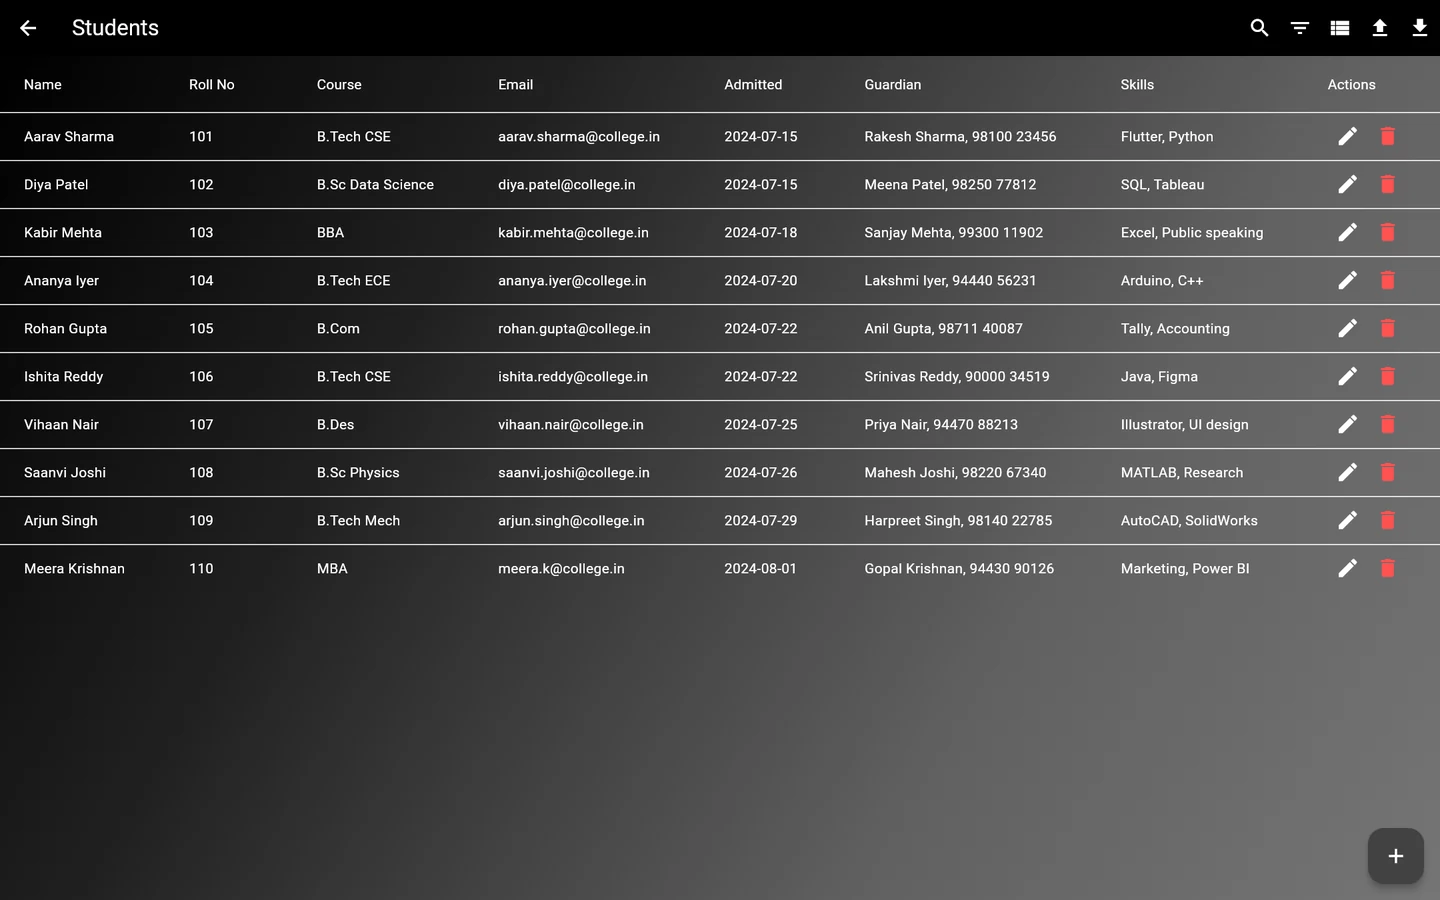 Students
Name Roll No Course Email Admitted Guardian Skills Actions
Aarav Sharma 101 B.Tech CSE aarav.sharma@college.in 2024-07-15 Rakesh Sharma, 98100 23456 Flutter, Python
Diya Patel 102 B.Sc Data Science diya.patel@college.in 2024-07-15 Meena Patel, 98250 77812 SQL, Tableau
Kabir Mehta 103 BBA kabir.mehta@college.in 2024-07-18 Sanjay Mehta, 99300 11902 Excel, Public speaking
Ananya Iyer 104 B.Tech ECE ananya.iyer@college.in 2024-07-20 Lakshmi Iyer, 94440 56231 Arduino, C++
Rohan Gupta 105 B.Com rohan.gupta@college.in 2024-07-22 Anil Gupta, 98711 40087 Tally, Accounting
Ishita Reddy 106 B.Tech CSE ishita.reddy@college.in 2024-07-22 Srinivas Reddy, 90000 34519 Java, Figma
Vihaan Nair 107 B.Des vihaan.nair@college.in 2024-07-25 Priya Nair, 94470 88213 Illustrator, UI design
Saanvi Joshi 108 B.Sc Physics saanvi.joshi@college.in 2024-07-26 Mahesh Joshi, 98220 67340 MATLAB, Research
Arjun Singh 109 B.Tech Mech arjun.singh@college.in 2024-07-29 Harpreet Singh, 98140 22785 AutoCAD, SolidWorks
Meera Krishnan 110 MBA meera.k@college.in 2024-08-01 Gopal Krishnan, 94430 90126 Marketing, Power BI